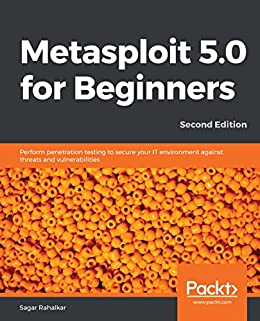 Metasploit 5.0
for Beginners
Second Edition
Perform penetration testing to secure your IT environment against
threats and vulnerabilities
Sagar Rahalkar
Packt>
www.packt.com